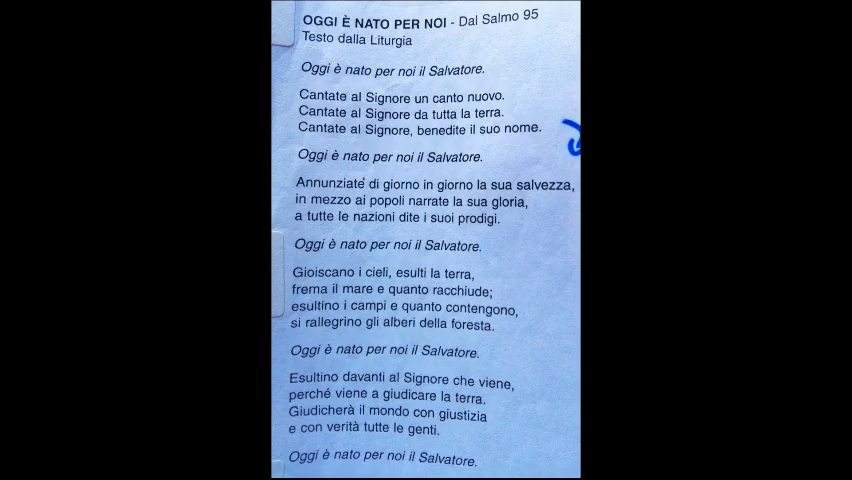 OGGI È NATO PER NOI - Dal Salmo 95
Testo dalla Liturgia
Oggi è nato per noi il Salvatore.
Cantate al Signore un canto nuovo.
Cantate al Signore da tutta la terra.
Cantate al Signore, benedite il suo nome.
Oggi è nato per noi il Salvatore.
Annunziate di giorno in giorno la sua salvezza,
in mezzo ai popoli narrate la sua gloria,
a tutte le nazioni dite i suoi prodigi.
Oggi è nato per noi il Salvatore.
Gioiscano i cieli, esulti la terra,
frema il mare e quanto racchiude;
esultino i campi e quanto contengono,
si rallegrino gli alberi della foresta.
Oggi è nato per noi il Salvatore.
Esultino davanti al Signore che viene,
perché viene a giudicare la terra.
Giudicherà il mondo con giustizia
e con verità tutte le genti.
Oggi è nato per noi il Salvatore.